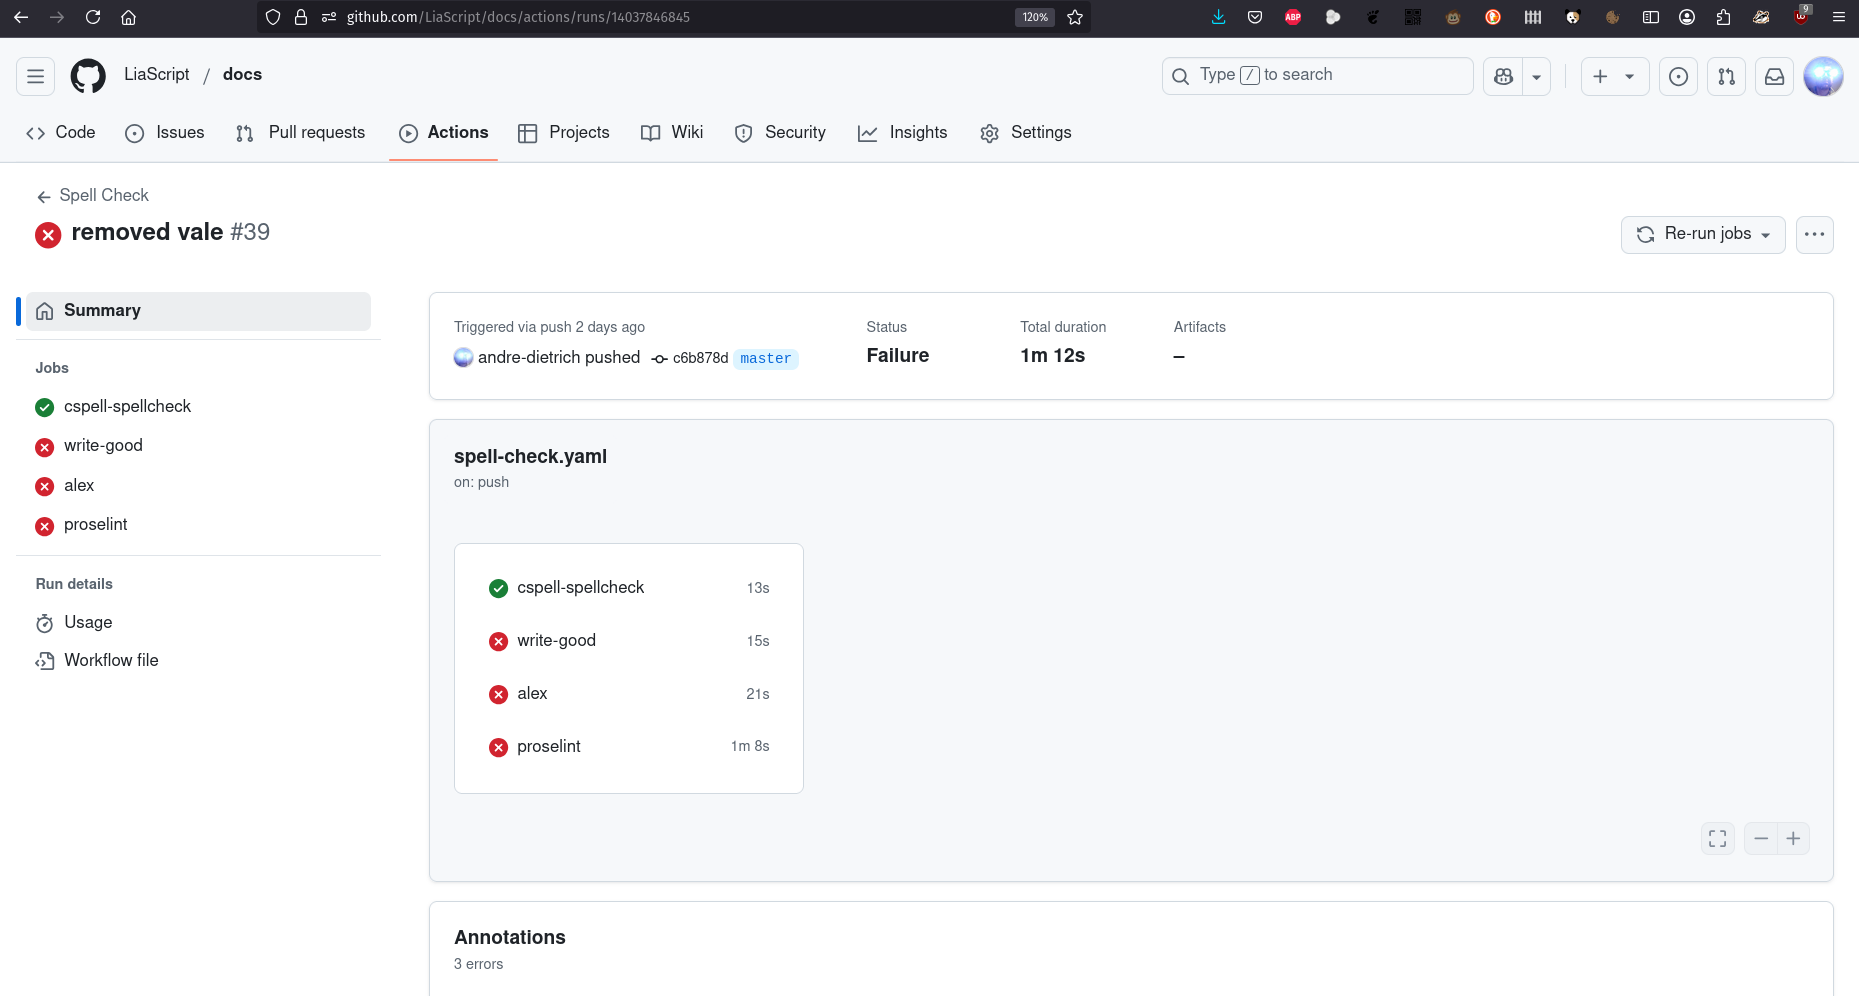 github.com/LiaScript/docs/actions/runs/14037846845
120%
ABP
9
LiaScript / docs
Type / to search
Code Issues Pull requests Actions Projects Wiki Security Insights Settings
Spell Check
removed vale #39
Re-run jobs
Summary
Jobs
cspell-spellcheck
write-good
alex
proselint
Run details
Usage
Workflow file
Triggered via push 2 days ago
andre-dietrich pushed c6b878d master
Status
Failure
Total duration
1m 12s
Artifacts
–
spell-check.yaml
on: push
cspell-spellcheck 13s
write-good 15s
alex 21s
proselint 1m 8s
Annotations
3 errors